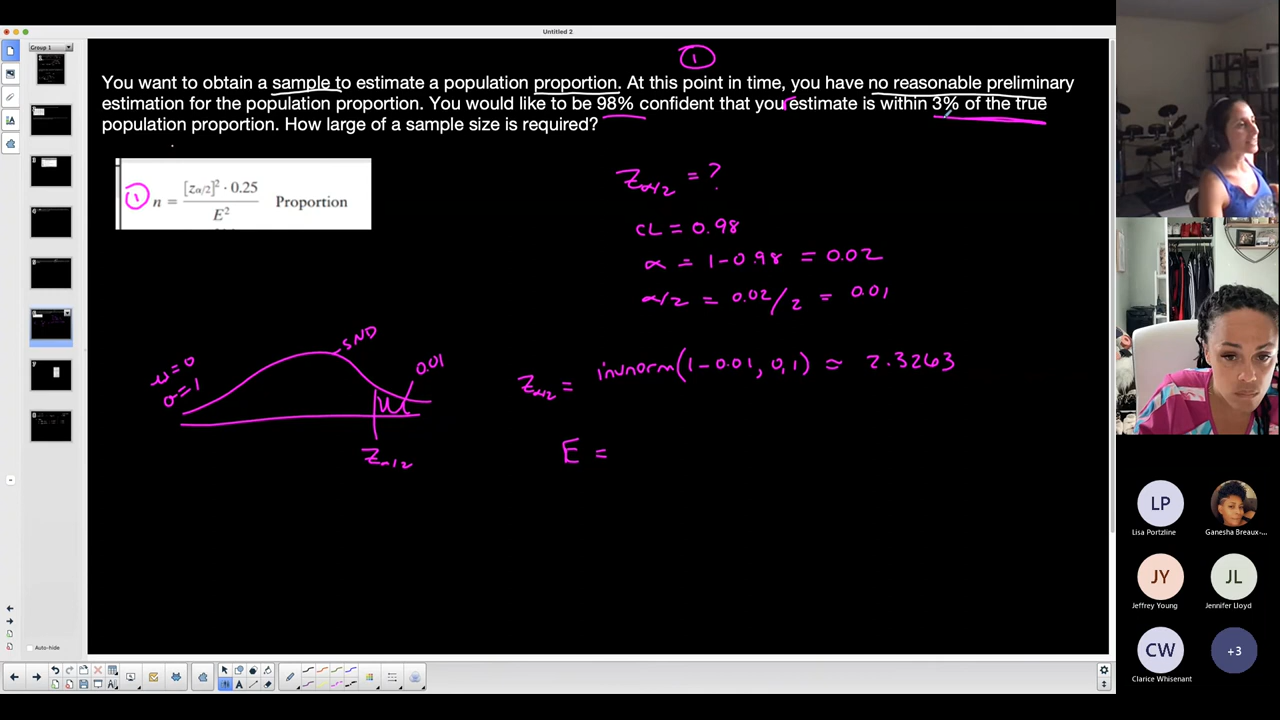 Untitled 2
Group 1
①
You want to obtain a sample to estimate a population proportion. At this point in time, you have no reasonable preliminary
estimation for the population proportion. You would like to be 98% confident that you estimate is within 3% of the true
population proportion. How large of a sample size is required?
① n = [zα/2]² · 0.25 / E² Proportion
Zα/2 = ?
CL = 0.98
α = 1-0.98 = 0.02
α/2 = 0.02/2 = 0.01
SND
0.01
μ=0
σ=1
Zα/2 = invnorm(1-0.01, 0,1) ≈ 2.3263
Zα/2
E =
Auto-hide
LP
Lisa Portzline
Ganesha Breaux-...
JY
Jeffrey Young
JL
Jennifer Lloyd
CW
Clarice Whisenant
+3